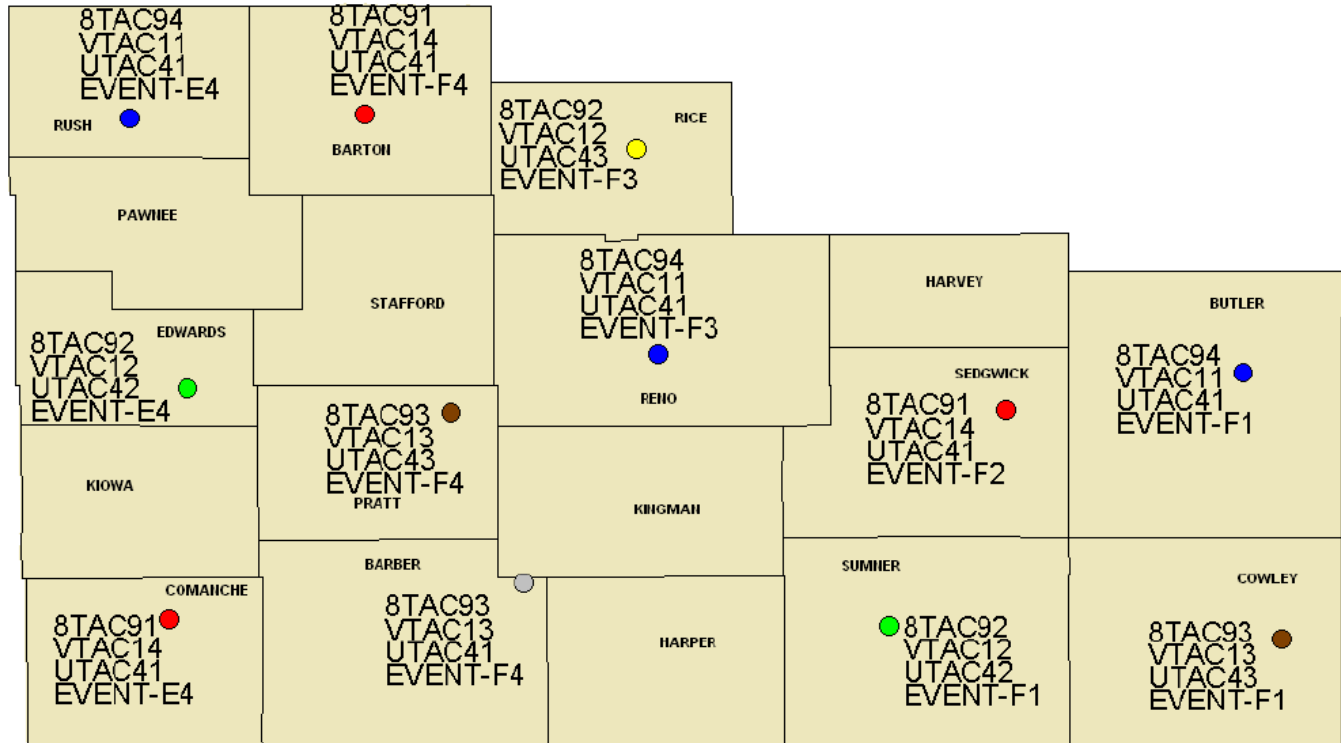 8TAC94
VTAC11
UTAC41
EVENT-E4
RUSH
8TAC91
VTAC14
UTAC41
EVENT-F4
BARTON
8TAC92
VTAC12
UTAC43
EVENT-F3
RICE
PAWNEE
STAFFORD
8TAC94
VTAC11
UTAC41
EVENT-F3
RENO
HARVEY
BUTLER
8TAC94
VTAC11
UTAC41
EVENT-F1
EDWARDS
8TAC92
VTAC12
UTAC42
EVENT-E4
8TAC93
VTAC13
UTAC43
EVENT-F4
PRATT
SEDGWICK
8TAC91
VTAC14
UTAC41
EVENT-F2
KIOWA
KINGMAN
COMANCHE
8TAC91
VTAC14
UTAC41
EVENT-E4
BARBER
8TAC93
VTAC13
UTAC41
EVENT-F4
HARPER
SUMNER
8TAC92
VTAC12
UTAC42
EVENT-F1
COWLEY
8TAC93
VTAC13
UTAC43
EVENT-F1